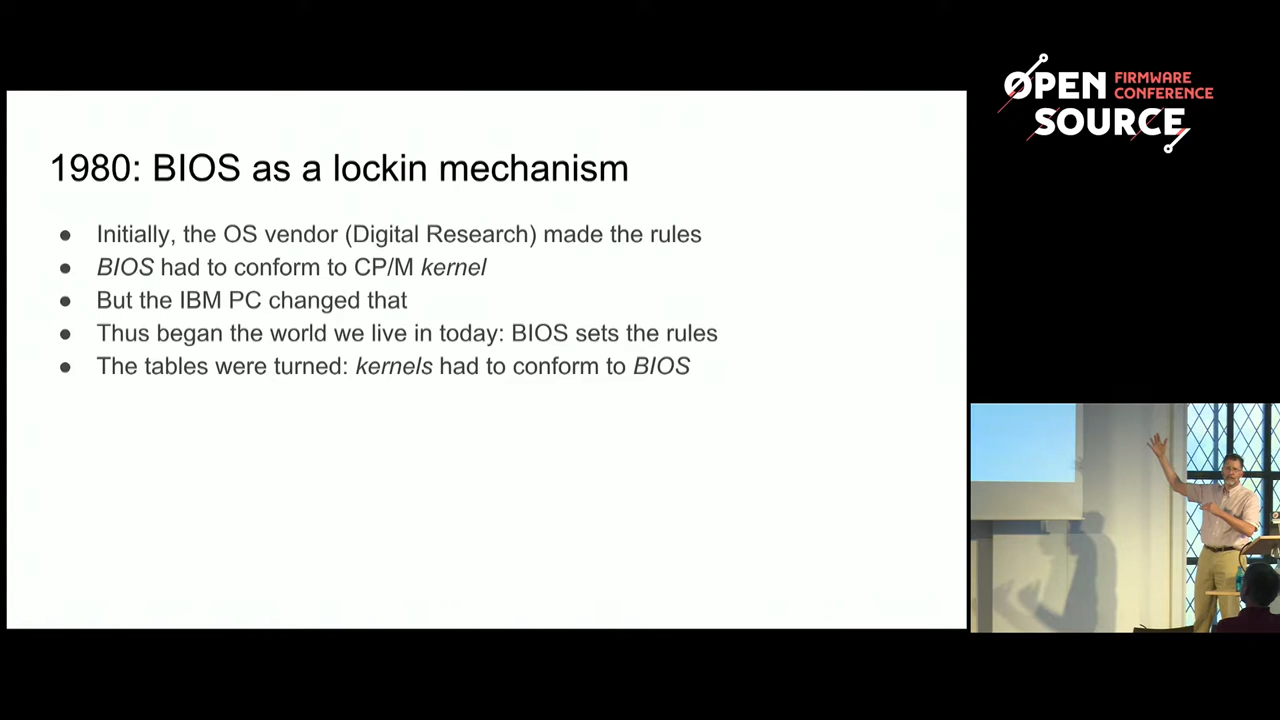 OPEN FIRMWARE
CONFERENCE
SOURCE
1980: BIOS as a lockin mechanism
● Initially, the OS vendor (Digital Research) made the rules
● BIOS had to conform to CP/M kernel
● But the IBM PC changed that
● Thus began the world we live in today: BIOS sets the rules
● The tables were turned: kernels had to conform to BIOS